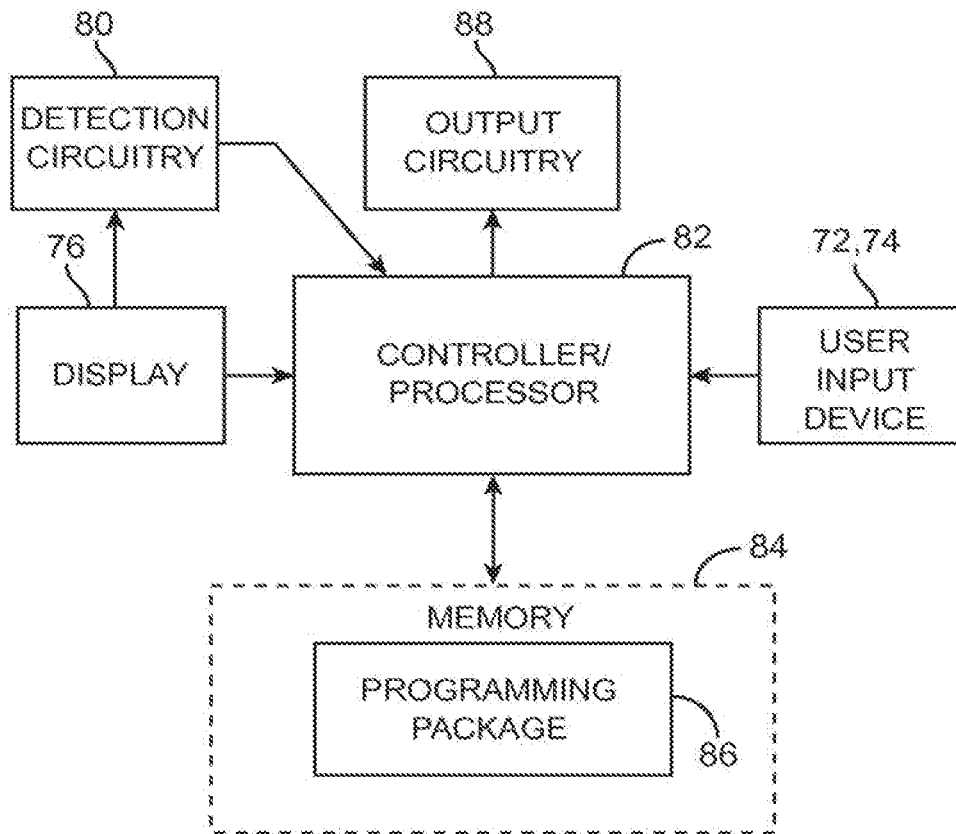 80
88
DETECTION
CIRCUITRY
OUTPUT
CIRCUITRY
76
82
72,74
DISPLAY
CONTROLLER/
PROCESSOR
USER
INPUT
DEVICE
84
MEMORY
PROGRAMMING
PACKAGE
86